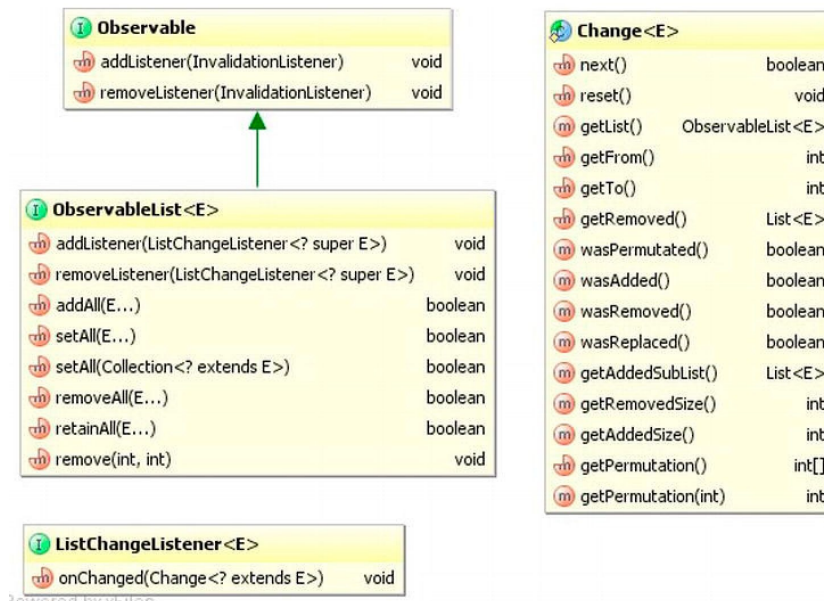 Observable
addListener(InvalidationListener) void
removeListener(InvalidationListener) void
ObservableList<E>
addListener(ListChangeListener<? super E>) void
removeListener(ListChangeListener<? super E>) void
addAll(E...) boolean
setAll(E...) boolean
setAll(Collection<? extends E>) boolean
removeAll(E...) boolean
retainAll(E...) boolean
remove(int, int) void
ListChangeListener<E>
onChanged(Change<? extends E>) void
Powered by yFiles
Change<E>
next() boolean
reset() void
getList() ObservableList<E>
getFrom() int
getTo() int
getRemoved() List<E>
wasPermutated() boolean
wasAdded() boolean
wasRemoved() boolean
wasReplaced() boolean
getAddedSubList() List<E>
getRemovedSize() int
getAddedSize() int
getPermutation() int[]
getPermutation(int) int